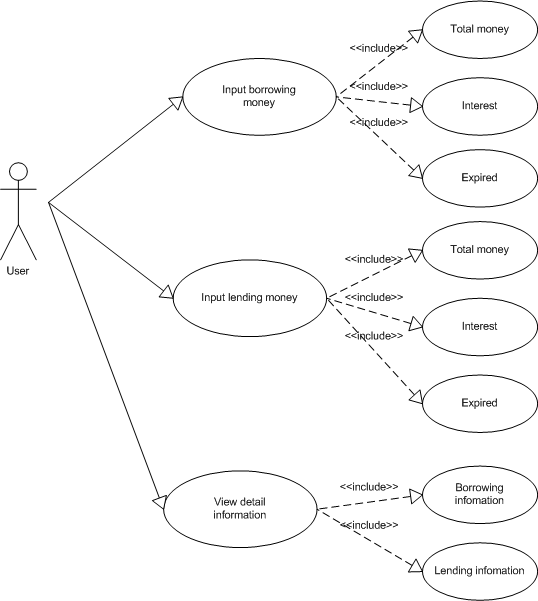 Total money
<<include>>
Input borrowing
money
<<include>>
Interest
<<include>>
Expired
User
Total money
<<include>>
Input lending money
<<include>>
Interest
<<include>>
Expired
View detail
information
<<include>>
Borrowing
infomation
<<include>>
Lending infomation